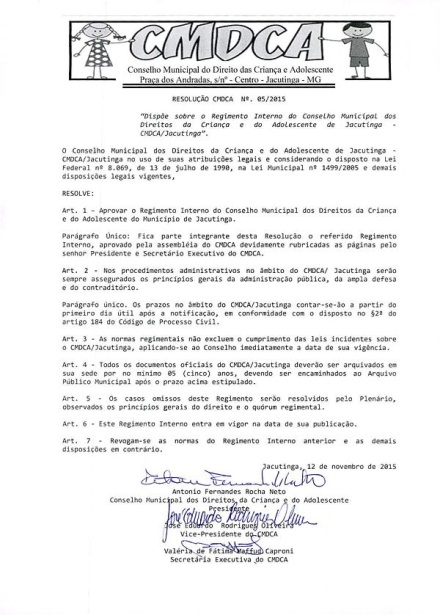 CMDCA
Conselho Municipal do Direito das Criança e Adolescente
Praça dos Andradas, s/nº - Centro - Jacutinga - MG
RESOLUÇÃO CMDCA Nº. 05/2015
"Dispõe sobre o Regimento Interno do Conselho Municipal dos
Direitos da Criança e do Adolescente de Jacutinga -
CMDCA/Jacutinga".
O Conselho Municipal dos Direitos da Criança e do Adolescente de Jacutinga -
CMDCA/Jacutinga no uso de suas atribuições legais e considerando o disposto na Lei
Federal nº 8.069, de 13 de julho de 1990, na Lei Municipal nº 1499/2005 e demais
disposições legais vigentes,
RESOLVE:
Art. 1 - Aprovar o Regimento Interno do Conselho Municipal dos Direitos da Criança
e do Adolescente do Município de Jacutinga.
Parágrafo Único: Fica parte integrante desta Resolução o referido Regimento
Interno, aprovado pela assembléia do CMDCA devidamente rubricadas as páginas pelo
senhor Presidente e Secretário Executivo do CMDCA.
Art. 2 - Nos procedimentos administrativos no âmbito do CMDCA/ Jacutinga serão
sempre assegurados os princípios gerais da administração pública, da ampla defesa
e do contraditório.
Parágrafo único. Os prazos no âmbito do CMDCA/Jacutinga contar-se-ão a partir do
primeiro dia útil após a notificação, em conformidade com o disposto no §2º do
artigo 184 do Código de Processo Civil.
Art. 3 - As normas regimentais não excluem o cumprimento das leis incidentes sobre
o CMDCA/Jacutinga, aplicando-se ao Conselho imediatamente a data de sua vigência.
Art. 4 - Todos os documentos oficiais do CMDCA/Jacutinga deverão ser arquivados em
sua sede por no mínimo 05 (cinco) anos, devendo ser encaminhados ao Arquivo
Público Municipal após o prazo acima estipulado.
Art. 5 - Os casos omissos deste Regimento serão resolvidos pelo Plenário,
observados os princípios gerais do direito e o quórum regimental.
Art. 6 - Este Regimento Interno entra em vigor na data de sua publicação.
Art. 7 - Revogam-se as normas do Regimento Interno anterior e as demais
disposições em contrário.
Jacutinga, 12 de novembro de 2015
Antonio Fernandes Rocha Neto
Conselho Municipal dos Direitos da Criança e do Adolescente
Presidente
José Eduardo Rodrigues Oliveira
Vice-Presidente do CMDCA
Valéria de Fátima Maffud Caproni
Secretária Executiva do CMDCA